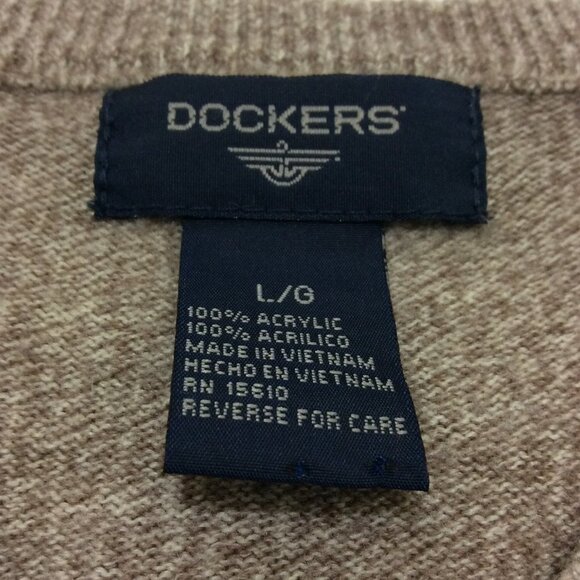 DOCKERS
L/G
100% ACRYLIC
100% ACRILICO
MADE IN VIETNAM
HECHO EN VIETNAM
RN 15610
REVERSE FOR CARE